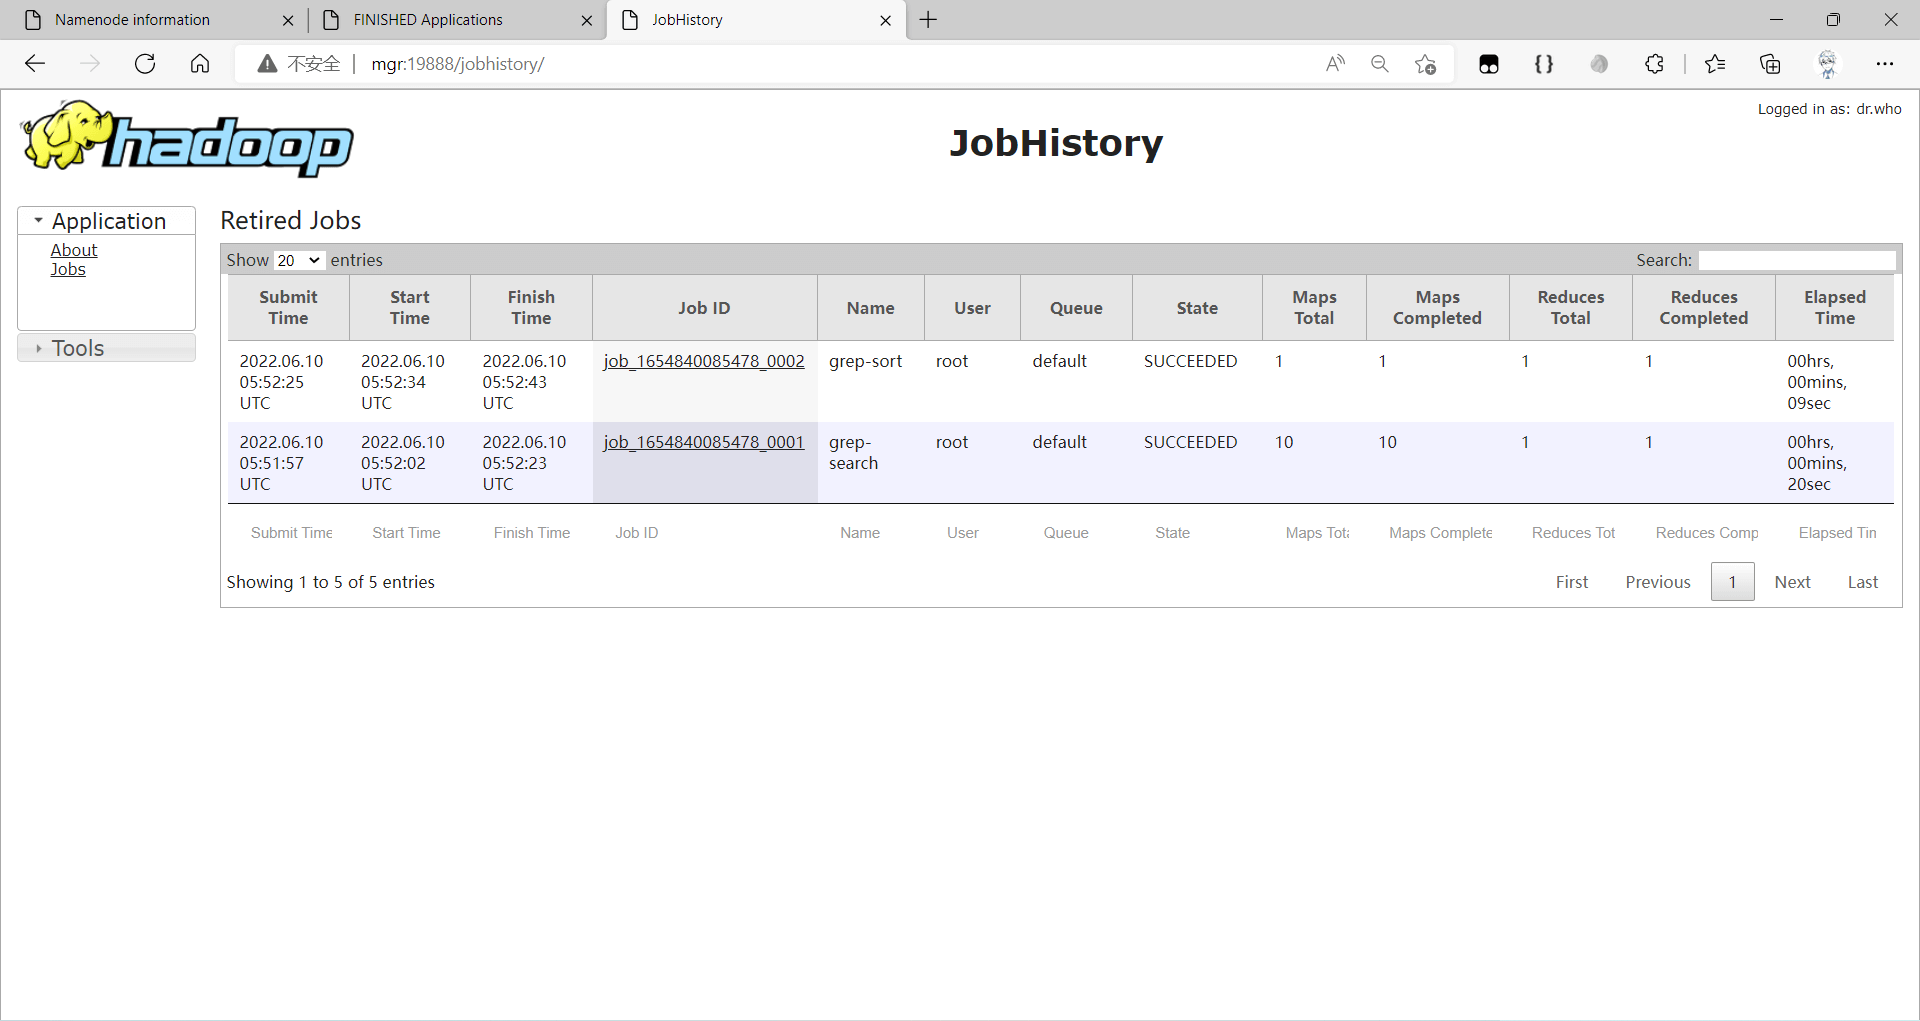 Namenode information
FINISHED Applications
JobHistory
不安全
mgr:19888/jobhistory/
hadoop
JobHistory
Logged in as: dr.who
Application
About
Jobs
Tools
Retired Jobs
Show 20 entries
Search:
Submit Time
Start Time
Finish Time
Job ID
Name
User
Queue
State
Maps Total
Maps Completed
Reduces Total
Reduces Completed
Elapsed Time
2022.06.10 05:52:25 UTC
2022.06.10 05:52:34 UTC
2022.06.10 05:52:43 UTC
job_1654840085478_0002
grep-sort
root
default
SUCCEEDED
1
1
1
1
00hrs, 00mins, 09sec
2022.06.10 05:51:57 UTC
2022.06.10 05:52:02 UTC
2022.06.10 05:52:23 UTC
job_1654840085478_0001
grep-search
root
default
SUCCEEDED
10
10
1
1
00hrs, 00mins, 20sec
Submit Time
Start Time
Finish Time
Job ID
Name
User
Queue
State
Maps Tota
Maps Complete
Reduces Tot
Reduces Comp
Elapsed Tin
Showing 1 to 5 of 5 entries
First
Previous
1
Next
Last